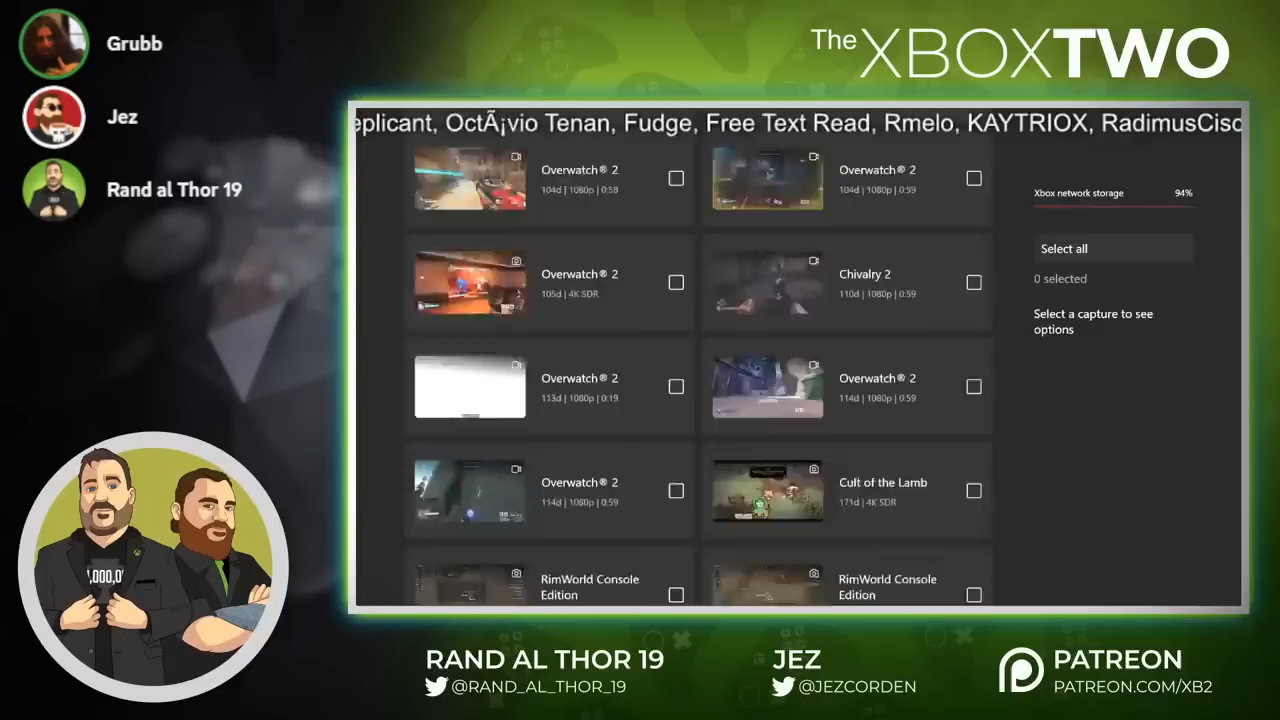 Grubb
Jez
Rand al Thor 19
The XBOXTWO
eplicant, OctÃ¡vio Tenan, Fudge, Free Text Read, Rmelo, KAYTRIOX, RadimusCisc
Overwatch® 2
104d | 1080p | 0:58
Overwatch® 2
104d | 1080p | 0:59
Overwatch® 2
105d | 4K SDR
Chivalry 2
110d | 1080p | 0:59
Overwatch® 2
113d | 1080p | 0:19
Overwatch® 2
114d | 1080p | 0:59
Overwatch® 2
114d | 1080p | 0:59
Cult of the Lamb
171d | 4K SDR
RimWorld Console
Edition
RimWorld Console
Edition
Xbox network storage 94%
Select all
0 selected
Select a capture to see
options
,000,0
RAND AL THOR 19
@RAND_AL_THOR_19
JEZ
@JEZCORDEN
PATREON
PATREON.COM/XB2